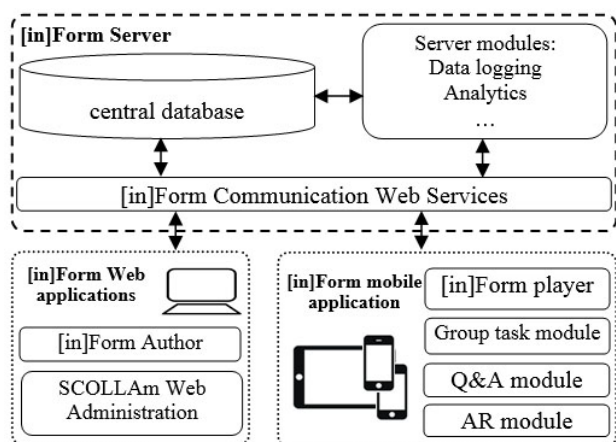 [in]Form Server
central database
Server modules:
Data logging
Analytics
...
[in]Form Communication Web Services
[in]Form Web
applications
[in]Form Author
SCOLLAm Web
Administration
[in]Form mobile
application
[in]Form player
Group task module
Q&A module
AR module